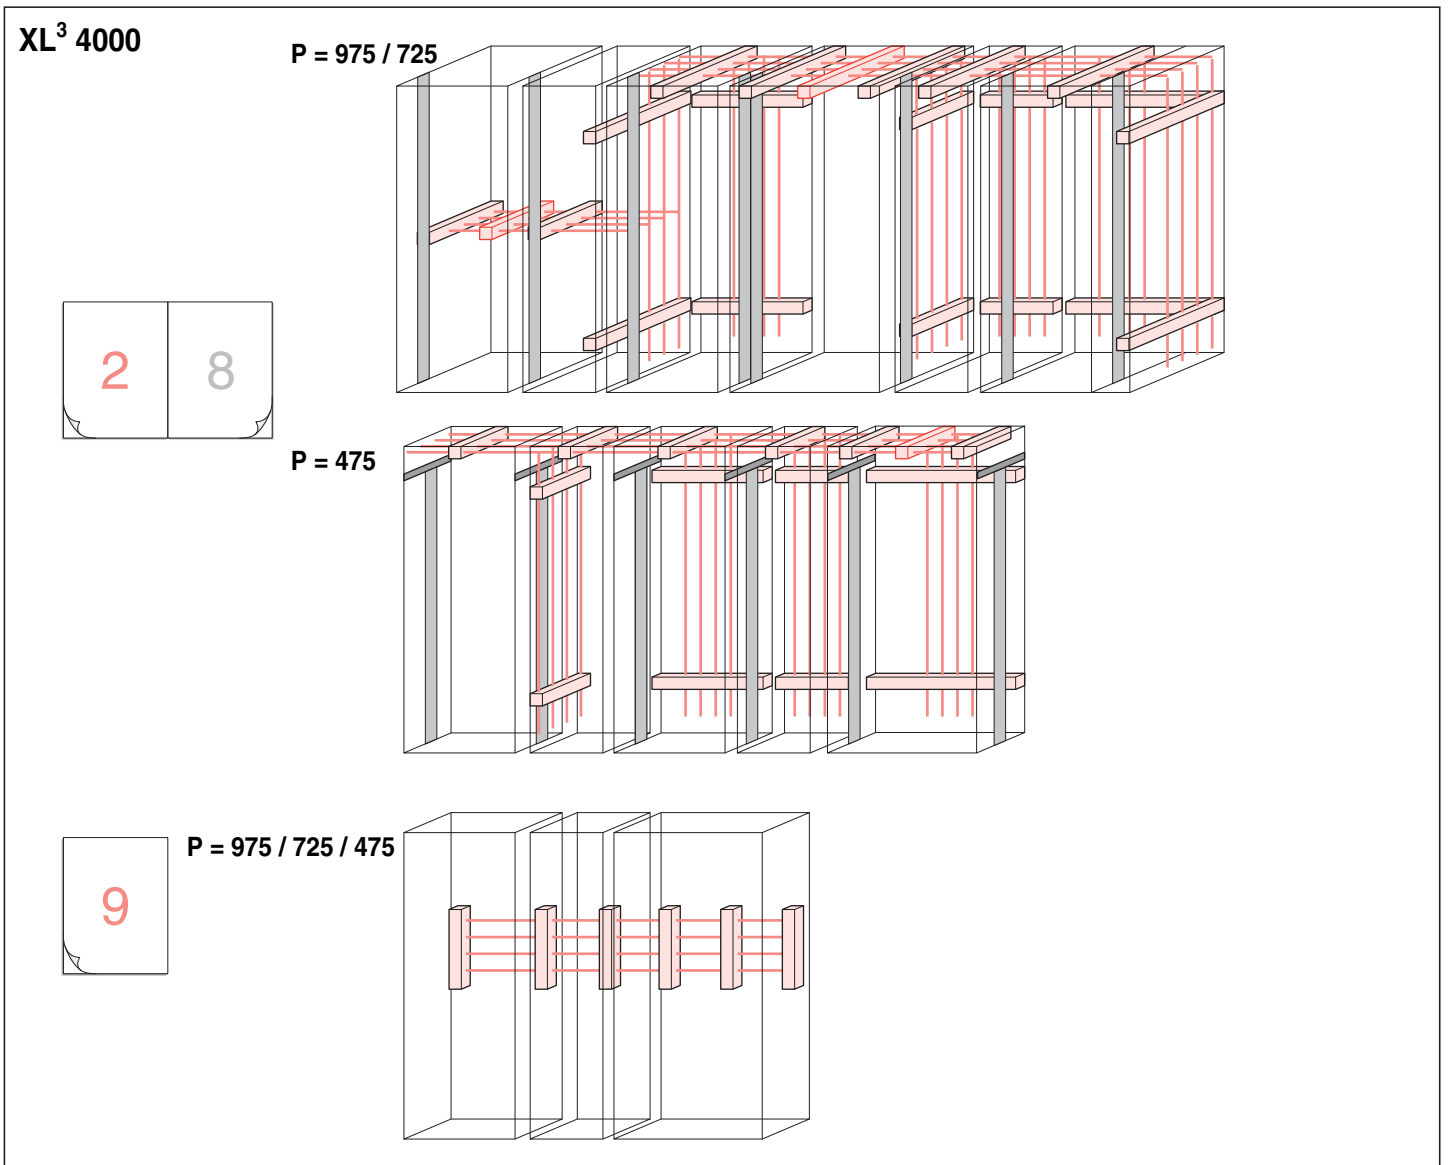 XL³ 4000
P = 975 / 725
2 8
P = 475
P = 975 / 725 / 475
9